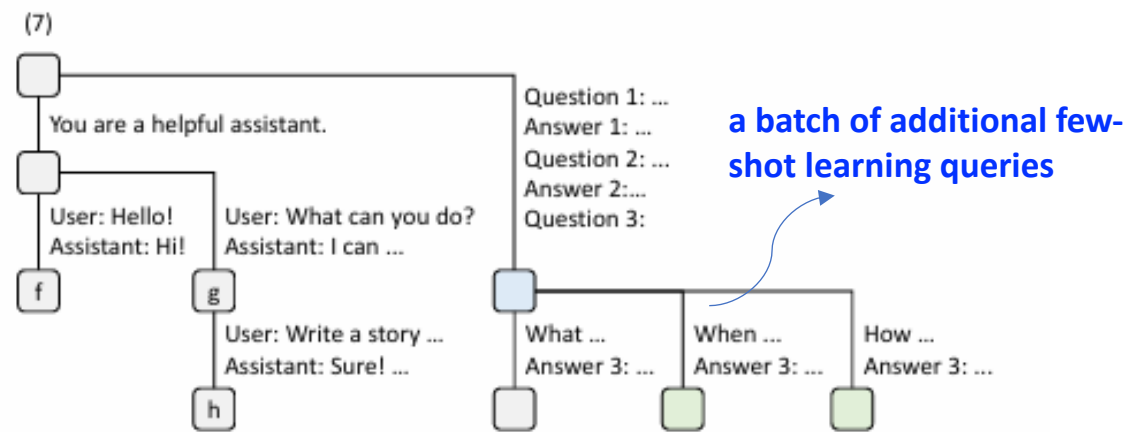 (7)
You are a helpful assistant.
Question 1: ...
Answer 1: ...
Question 2: ...
Answer 2:...
Question 3:
a batch of additional few-
shot learning queries
User: Hello!
Assistant: Hi!
User: What can you do?
Assistant: I can ...
f
g
User: Write a story ...
Assistant: Sure! ...
What ...
Answer 3: ...
When ...
Answer 3: ...
How ...
Answer 3: ...
h